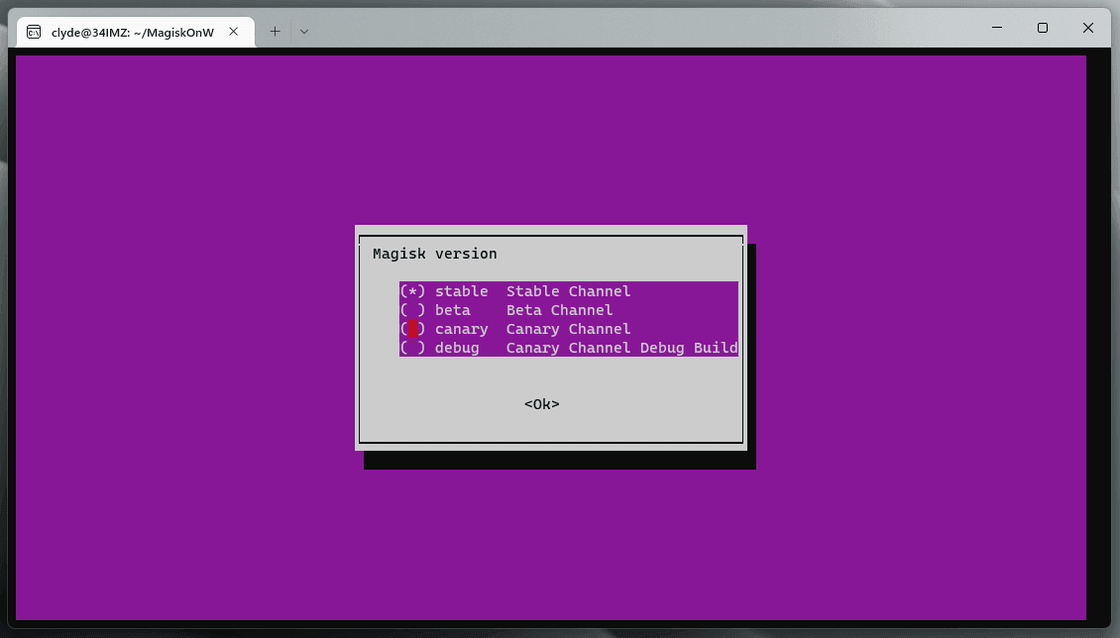 clyde@34IMZ: ~/MagiskOnW
Magisk version
(*) stable Stable Channel
( ) beta Beta Channel
( ) canary Canary Channel
( ) debug Canary Channel Debug Build
<Ok>